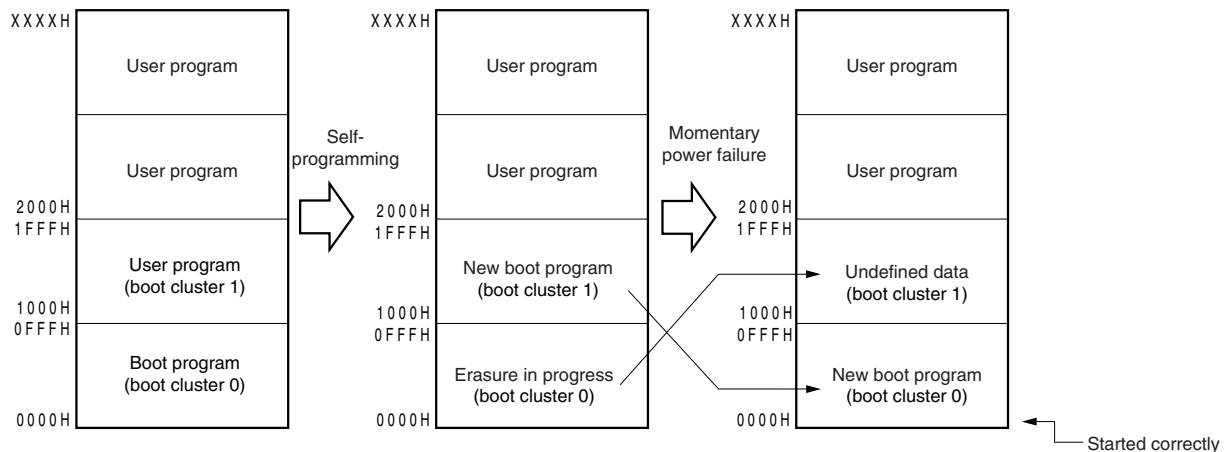 XXXXH
User program
User program
2000H
1FFFH
User program
(boot cluster 1)
1000H
0FFFH
Boot program
(boot cluster 0)
0000H
Self-
programming
XXXXH
User program
User program
2000H
1FFFH
New boot program
(boot cluster 1)
1000H
0FFFH
Erasure in progress
(boot cluster 0)
0000H
Momentary
power failure
XXXXH
User program
User program
2000H
1FFFH
Undefined data
(boot cluster 1)
1000H
0FFFH
New boot program
(boot cluster 0)
0000H
Started correctly